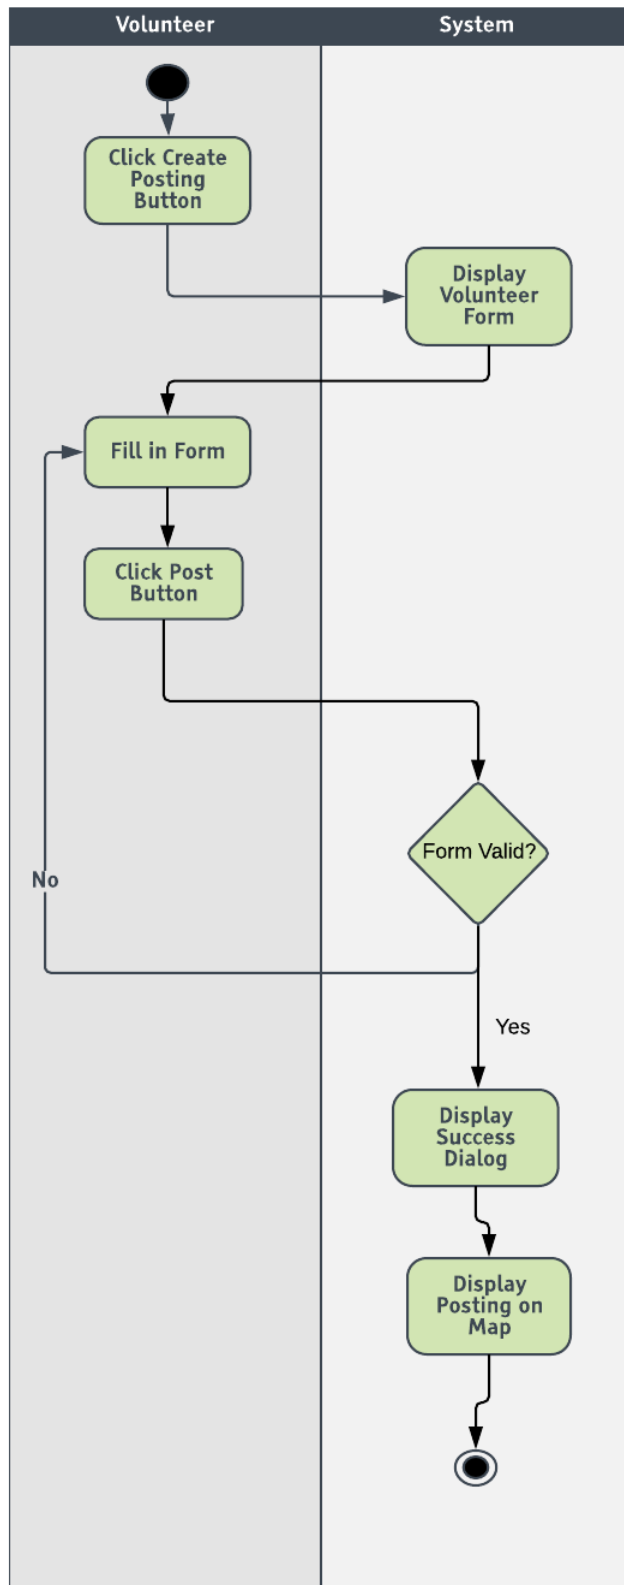 Volunteer
System
Click Create
Posting
Button
Display
Volunteer
Form
Fill in Form
Click Post
Button
Form Valid?
No
Yes
Display
Success
Dialog
Display
Posting on
Map